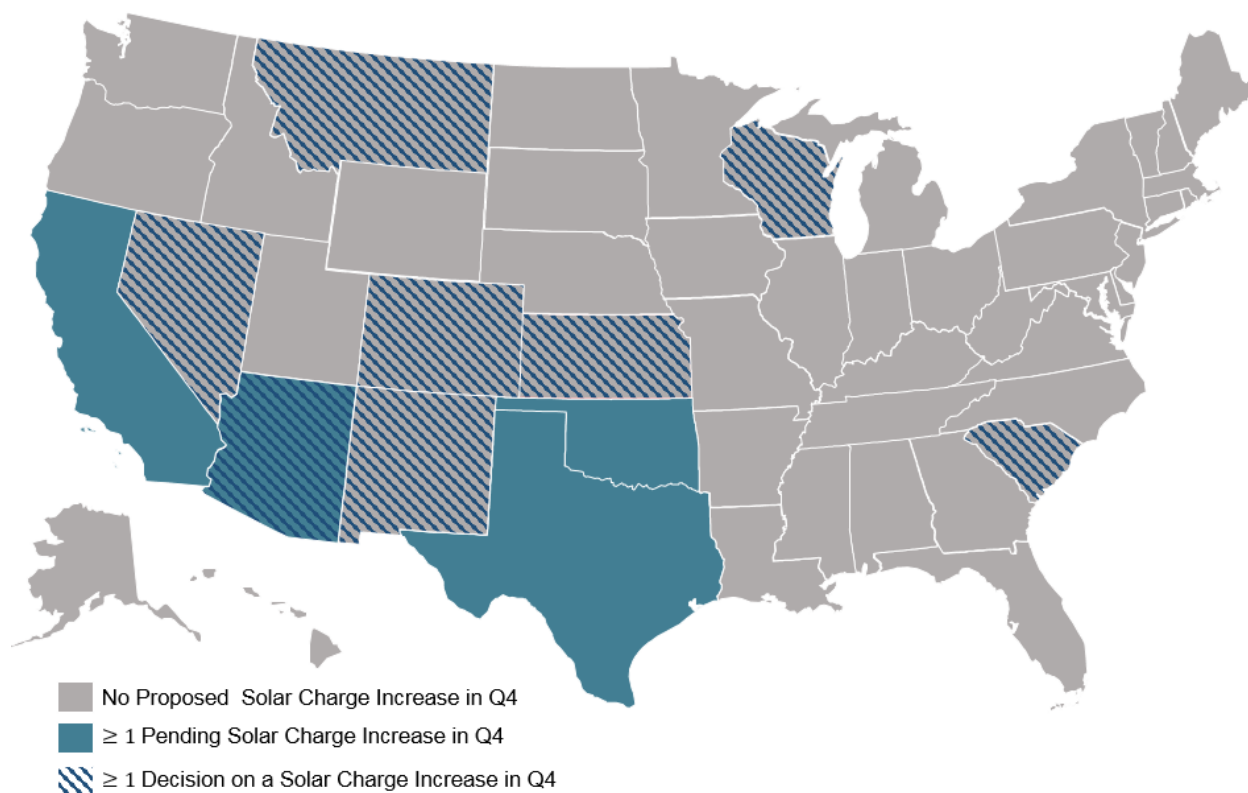 No Proposed  Solar Charge Increase in Q4
≥ 1 Pending Solar Charge Increase in Q4
≥ 1 Decision on a Solar Charge Increase in Q4